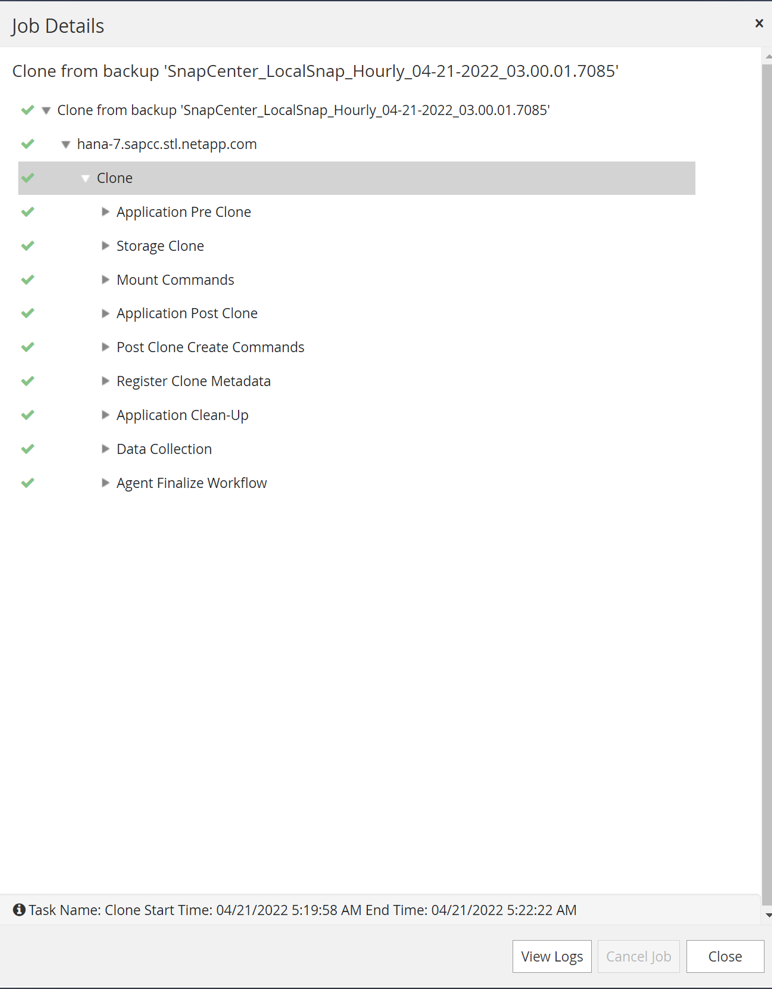 Job Details
Clone from backup 'SnapCenter_LocalSnap_Hourly_04-21-2022_03.00.01.7085'
Clone from backup 'SnapCenter_LocalSnap_Hourly_04-21-2022_03.00.01.7085'
hana-7.sapcc.stl.netapp.com
Clone
Application Pre Clone
Storage Clone
Mount Commands
Application Post Clone
Post Clone Create Commands
Register Clone Metadata
Application Clean-Up
Data Collection
Agent Finalize Workflow
Task Name: Clone Start Time: 04/21/2022 5:19:58 AM End Time: 04/21/2022 5:22:22 AM
View Logs Cancel Job Close